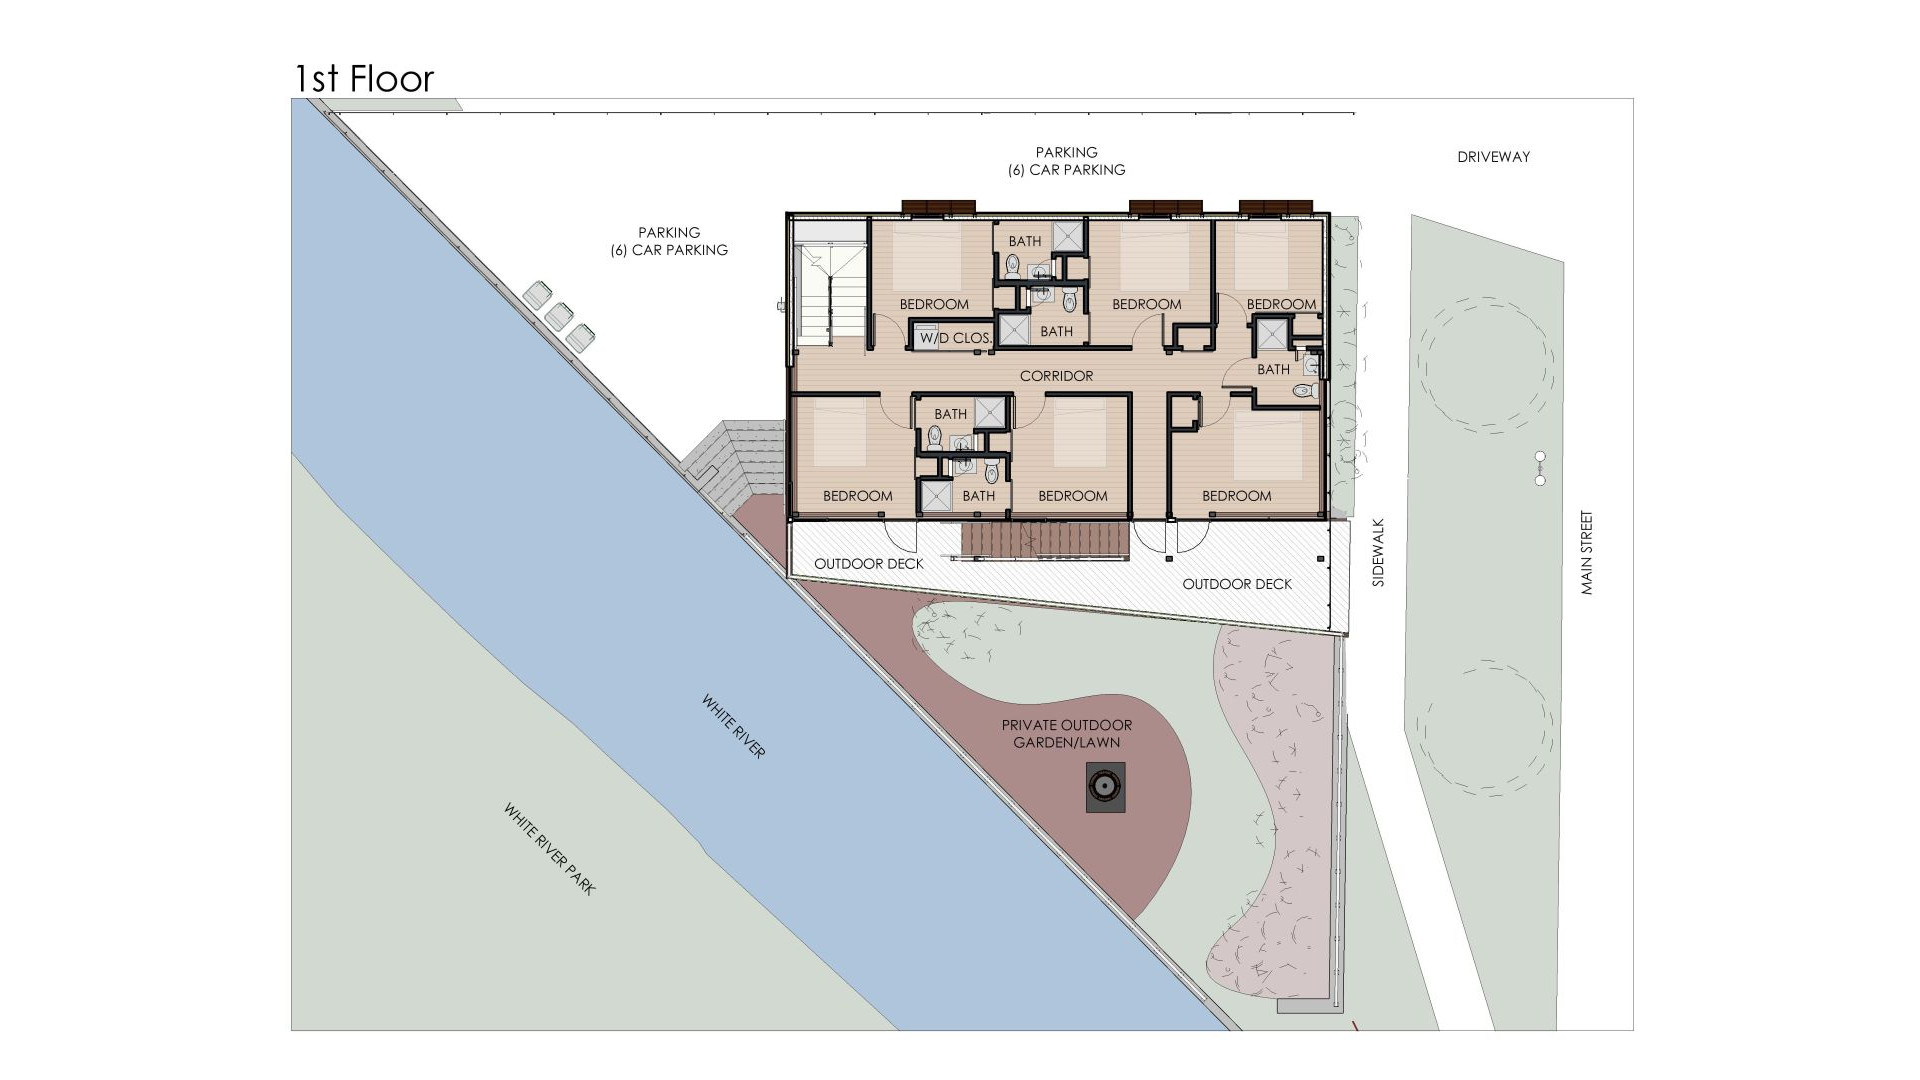 1st Floor
PARKING
(6) CAR PARKING
DRIVEWAY
PARKING
(6) CAR PARKING
BATH
BEDROOM
BEDROOM
BEDROOM
BATH
W/D CLOS.
BATH
CORRIDOR
BATH
BEDROOM
BATH
BEDROOM
BEDROOM
OUTDOOR DECK
OUTDOOR DECK
SIDEWALK
MAIN STREET
WHITE RIVER
PRIVATE OUTDOOR
GARDEN/LAWN
WHITE RIVER PARK